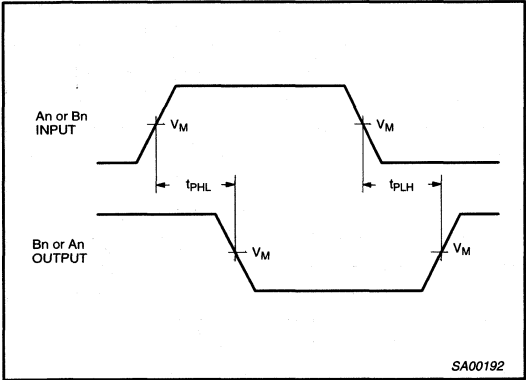 An or Bn
INPUT
VM
VM
tPHL
tPLH
Bn or An
OUTPUT
VM
VM
SA00192